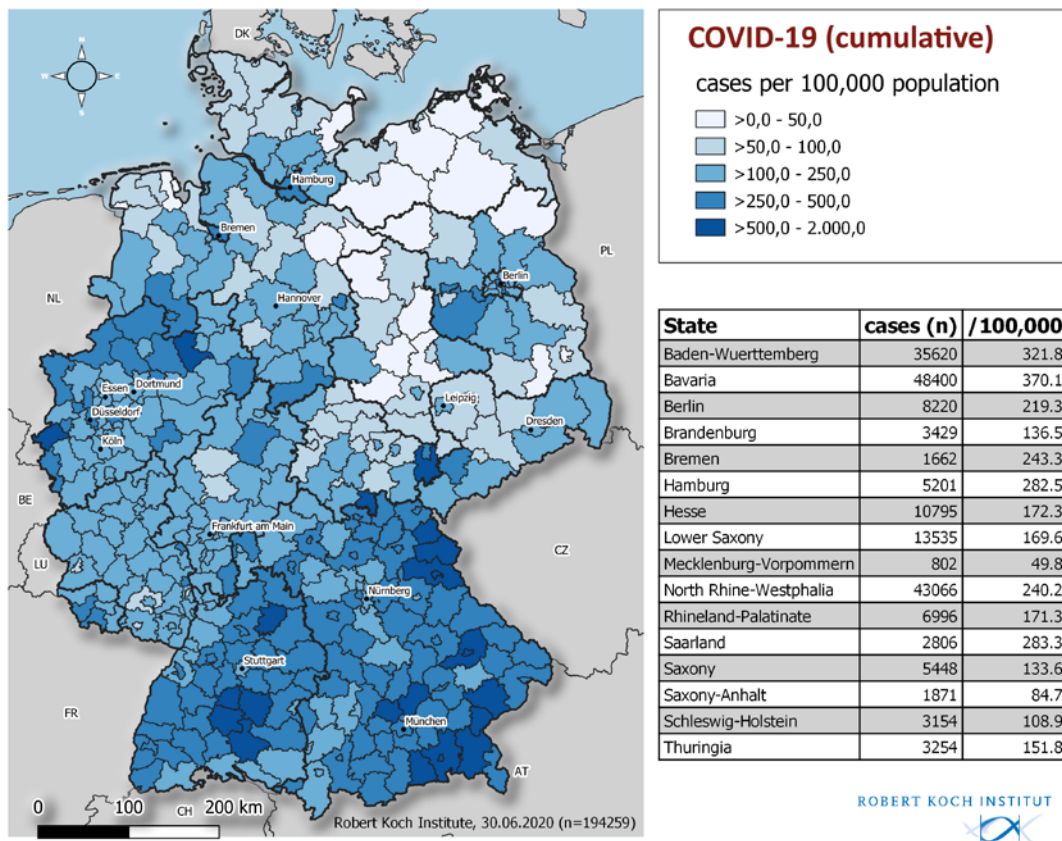 DK
N
W E
S
Hamburg
Bremen
PL
Berlin
NL
Hannover
Essen
Dortmund
Leipzig
Düsseldorf
Dresden
Köln
BE
Frankfurt am Main
LU
CZ
Nürnberg
Stuttgart
FR
München
AT
0 100 200 km
CH
Robert Koch Institute, 30.06.2020 (n=194259)
COVID-19 (cumulative)
cases per 100,000 population
>0,0 - 50,0
>50,0 - 100,0
>100,0 - 250,0
>250,0 - 500,0
>500,0 - 2.000,0
State cases (n) /100,000
Baden-Wuerttemberg 35620 321.8
Bavaria 48400 370.1
Berlin 8220 219.3
Brandenburg 3429 136.5
Bremen 1662 243.3
Hamburg 5201 282.5
Hesse 10795 172.3
Lower Saxony 13535 169.6
Mecklenburg-Vorpommern 802 49.8
North Rhine-Westphalia 43066 240.2
Rhineland-Palatinate 6996 171.3
Saarland 2806 283.3
Saxony 5448 133.6
Saxony-Anhalt 1871 84.7
Schleswig-Holstein 3154 108.9
Thuringia 3254 151.8
ROBERT KOCH INSTITUT